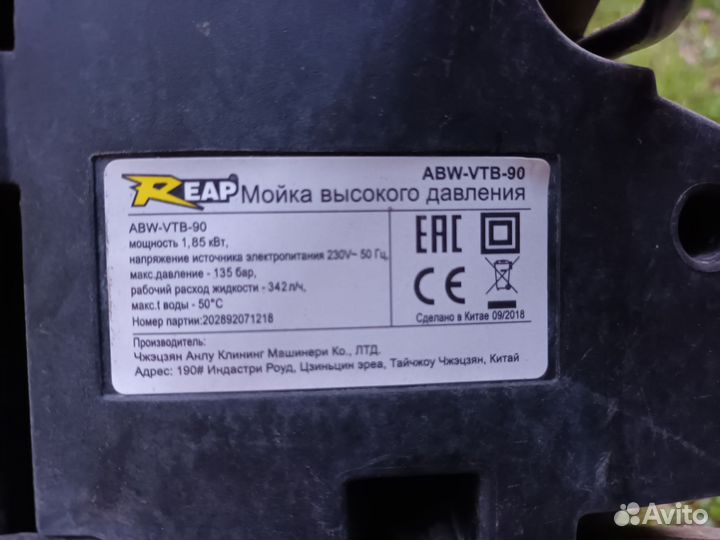 ABW-VTB-90
REAP Мойка высокого давления
ABW-VTB-90
мощность 1,85 кВт,
напряжение источника электропитания 230V~ 50 Гц,
макс.давление - 135 бар,
рабочий расход жидкости - 342л/ч,
макс.t воды - 50°C
Номер партии:202892071218
EAC
CE
Сделано в Китае 09/2018
Производитель:
Чжэцзян Анлу Клининг Машинери Ко., ЛТД.
Адрес: 190# Индастри Роуд, Цзиньцин эреа, Тайчжоу Чжэцзян, Китай
Avito